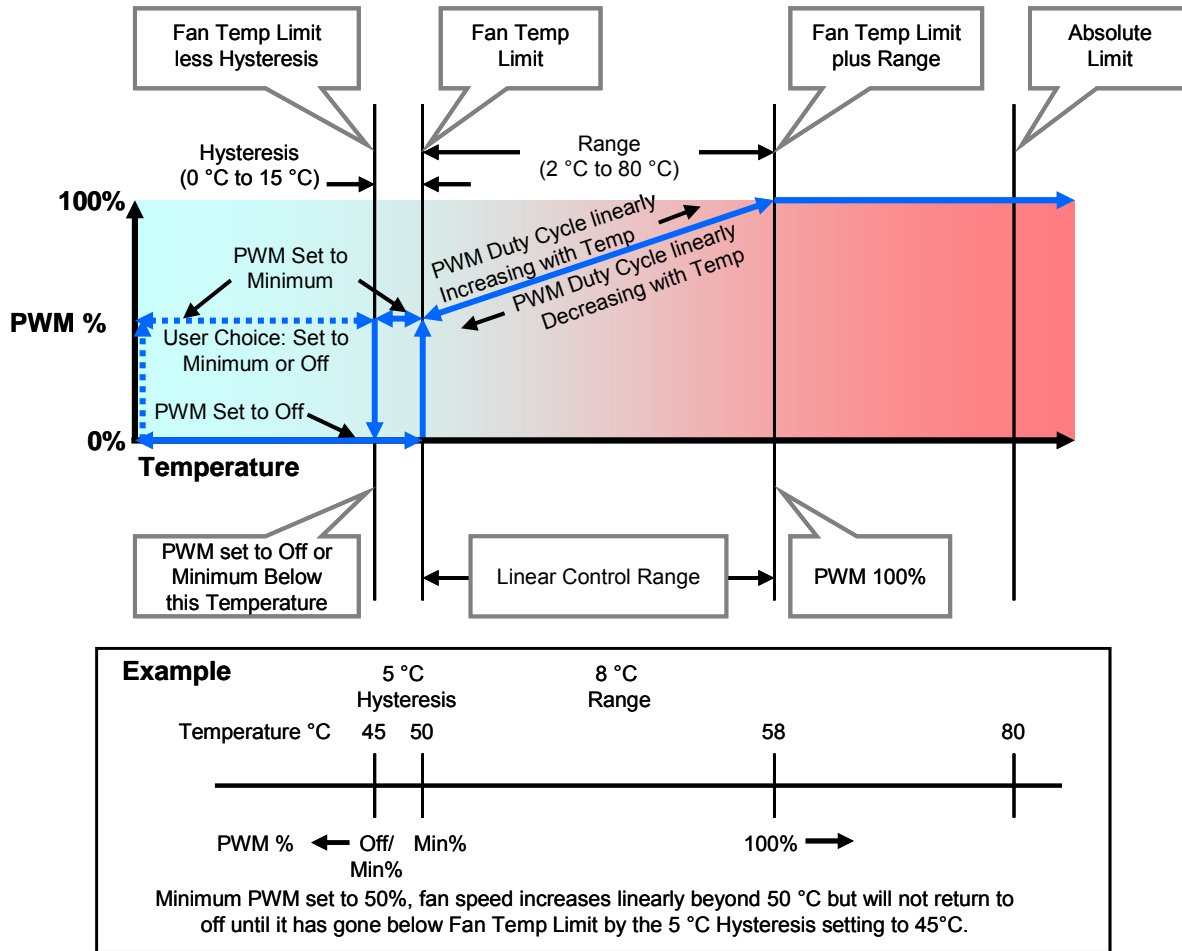 Fan Temp Limit
less Hysteresis
Fan Temp
Limit
Fan Temp Limit
plus Range
Absolute
Limit
Hysteresis
(0 °C to 15 °C)
Range
(2 °C to 80 °C)
100%
PWM Duty Cycle linearly
Increasing with Temp
PWM Duty Cycle linearly
Decreasing with Temp
PWM Set to
Minimum
PWM %
User Choice: Set to
Minimum or Off
PWM Set to Off
0%
Temperature
PWM set to Off or
Minimum Below
this Temperature
Linear Control Range
PWM 100%
Example
5 °C
Hysteresis
8 °C
Range
Temperature °C 45 50 58 80
PWM % Off/ Min% 100%
Min%
Minimum PWM set to 50%, fan speed increases linearly beyond 50 °C but will not return to
off until it has gone below Fan Temp Limit by the 5 °C Hysteresis setting to 45°C.